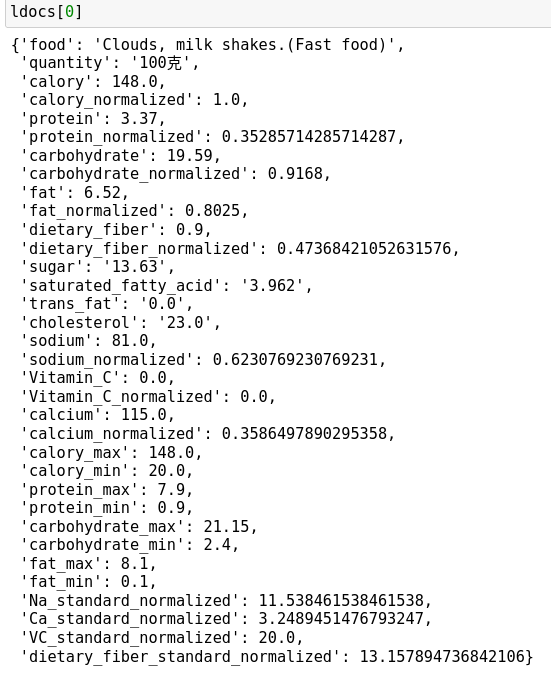 ldocs[0]
{'food': 'Clouds, milk shakes.(Fast food)',
'quantity': '100克',
'calory': 148.0,
'calory_normalized': 1.0,
'protein': 3.37,
'protein_normalized': 0.35285714285714287,
'carbohydrate': 19.59,
'carbohydrate_normalized': 0.9168,
'fat': 6.52,
'fat_normalized': 0.8025,
'dietary_fiber': 0.9,
'dietary_fiber_normalized': 0.47368421052631576,
'sugar': '13.63',
'saturated_fatty_acid': '3.962',
'trans_fat': '0.0',
'cholesterol': '23.0',
'sodium': 81.0,
'sodium_normalized': 0.6230769230769231,
'Vitamin_C': 0.0,
'Vitamin_C_normalized': 0.0,
'calcium': 115.0,
'calcium_normalized': 0.3586497890295358,
'calory_max': 148.0,
'calory_min': 20.0,
'protein_max': 7.9,
'protein_min': 0.9,
'carbohydrate_max': 21.15,
'carbohydrate_min': 2.4,
'fat_max': 8.1,
'fat_min': 0.1,
'Na_standard_normalized': 11.538461538461538,
'Ca_standard_normalized': 3.2489451476793247,
'VC_standard_normalized': 20.0,
'dietary_fiber_standard_normalized': 13.157894736842106}